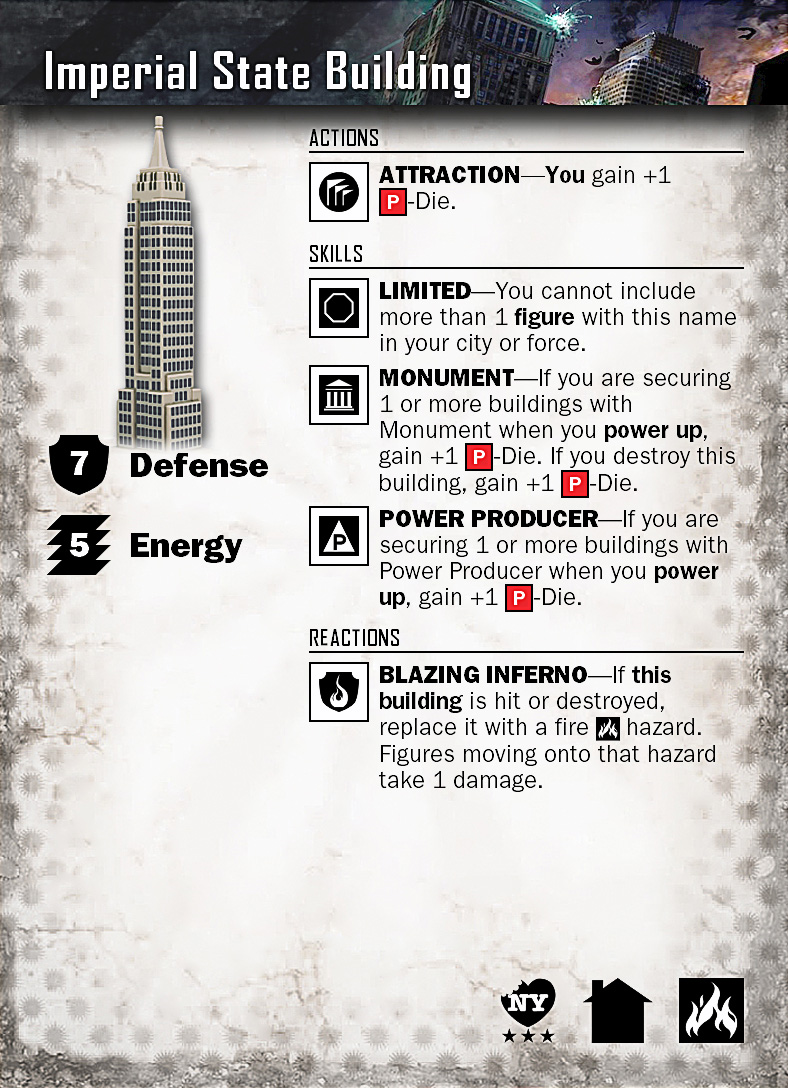 Imperial State Building
ACTIONS
ATTRACTION—You gain +1
P-Die.
SKILLS
LIMITED—You cannot include
more than 1 figure with this name
in your city or force.
MONUMENT—If you are securing
1 or more buildings with
Monument when you power up,
gain +1 P-Die. If you destroy this
building, gain +1 P-Die.
P
POWER PRODUCER—If you are
securing 1 or more buildings with
Power Producer when you power
up, gain +1 P-Die.
REACTIONS
BLAZING INFERNO—If this
building is hit or destroyed,
replace it with a fire hazard.
Figures moving onto that hazard
take 1 damage.
7 Defense
5 Energy
NY